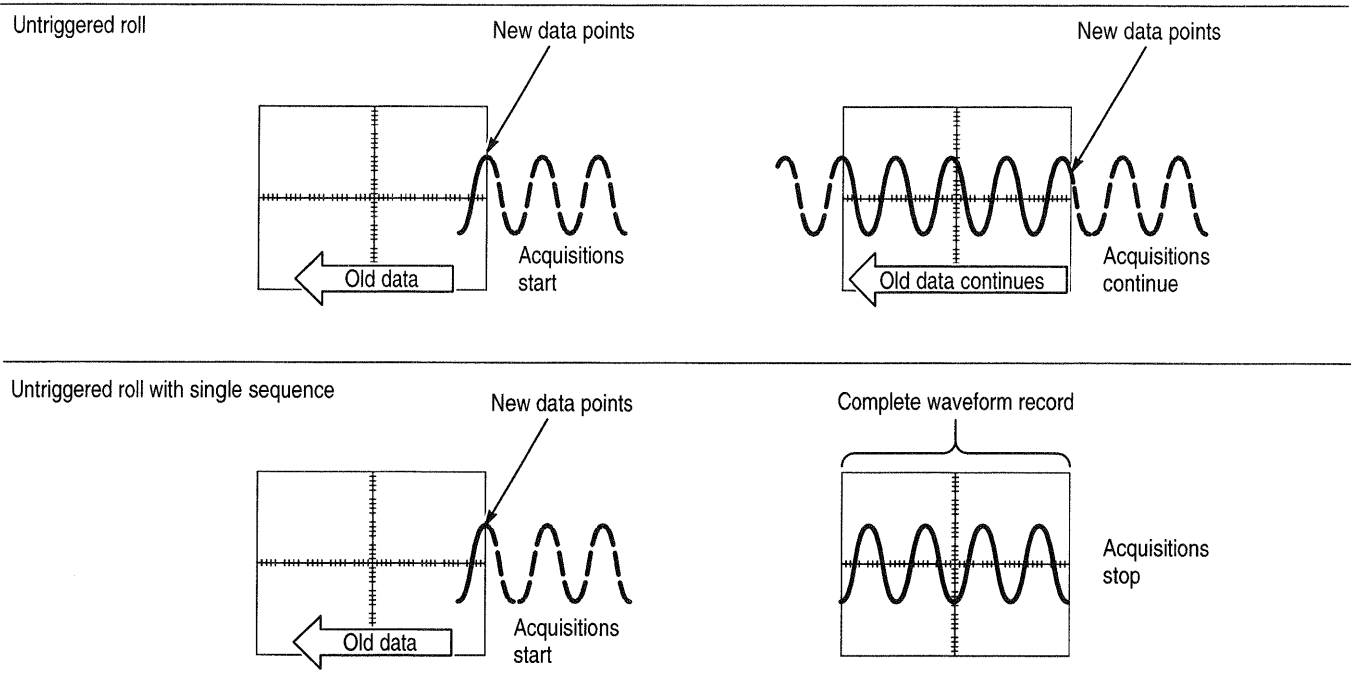 Untriggered roll
New data points
New data points
Old data
Acquisitions
start
Old data continues
Acquisitions
continue
Untriggered roll with single sequence
New data points
Complete waveform record
Old data
Acquisitions
start
Acquisitions
stop